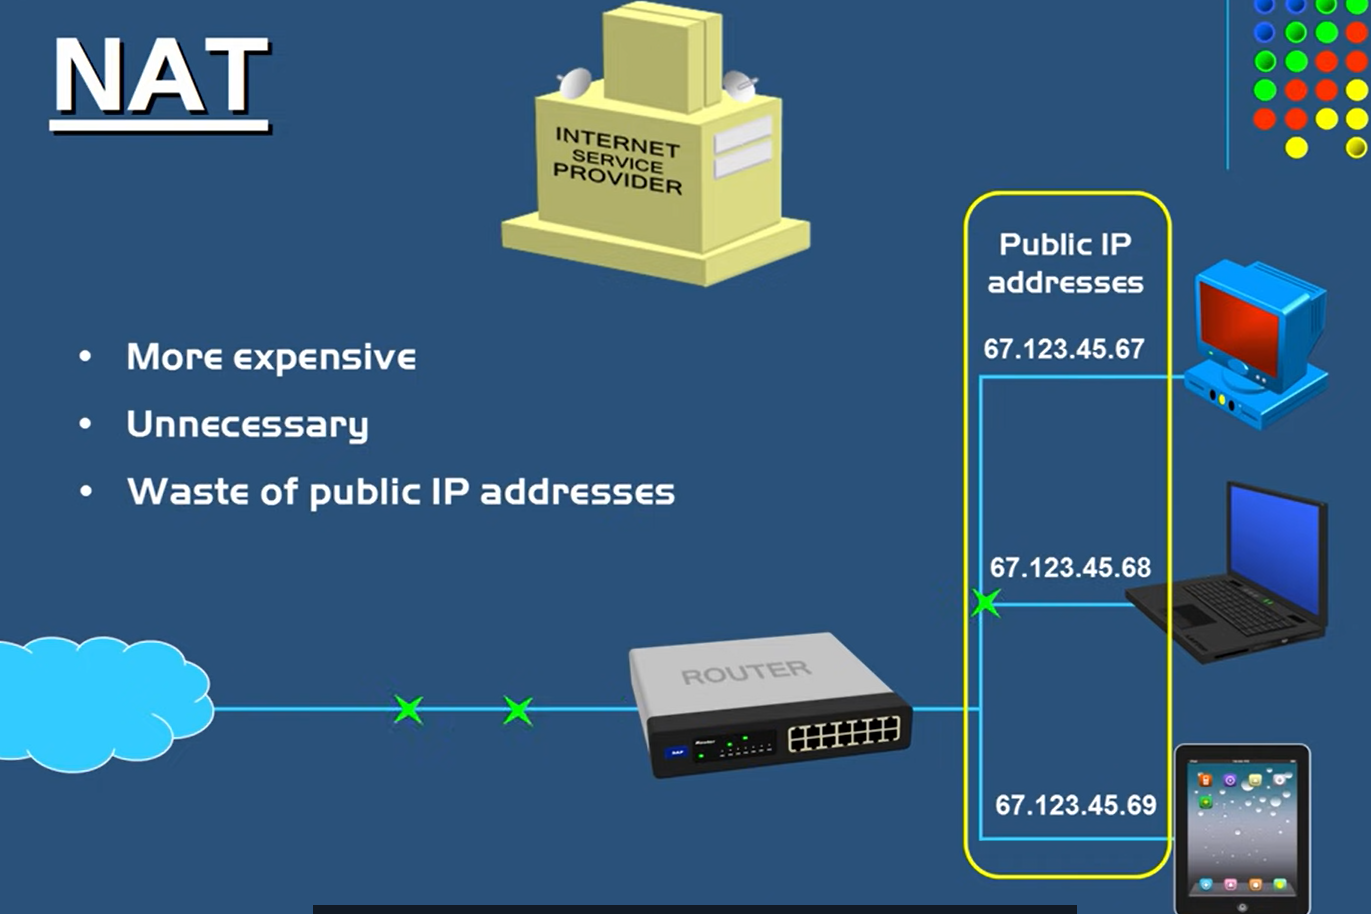 NAT
INTERNET
SERVICE
PROVIDER
Public IP
addresses
67.123.45.67
• More expensive
• Unnecessary
• Waste of public IP addresses
67.123.45.68
ROUTER
Router
67.123.45.69